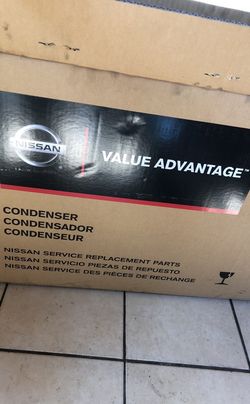 NISSAN
VALUE ADVANTAGE™
CONDENSER
CONDENSADOR
CONDENSEUR
NISSAN SERVICE REPLACEMENT PARTS
NISSAN SERVICIO PIEZAS DE REPUESTO
NISSAN SERVICE DES PIÈCES DE RECHANGE